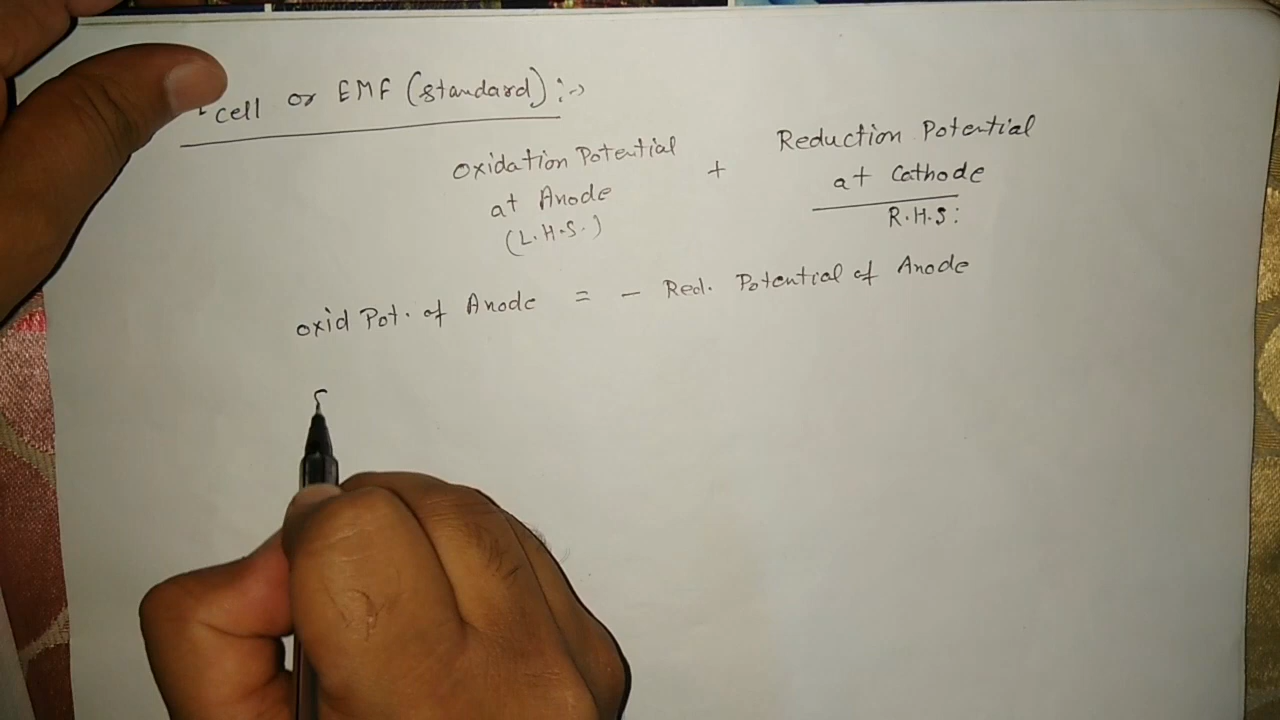 cell or EMF (standard) :→
Oxidation Potential + Reduction Potential
at Anode at Cathode
(L.H.S.) R.H.S:
oxid Pot. of Anode = - Red. Potential of Anode